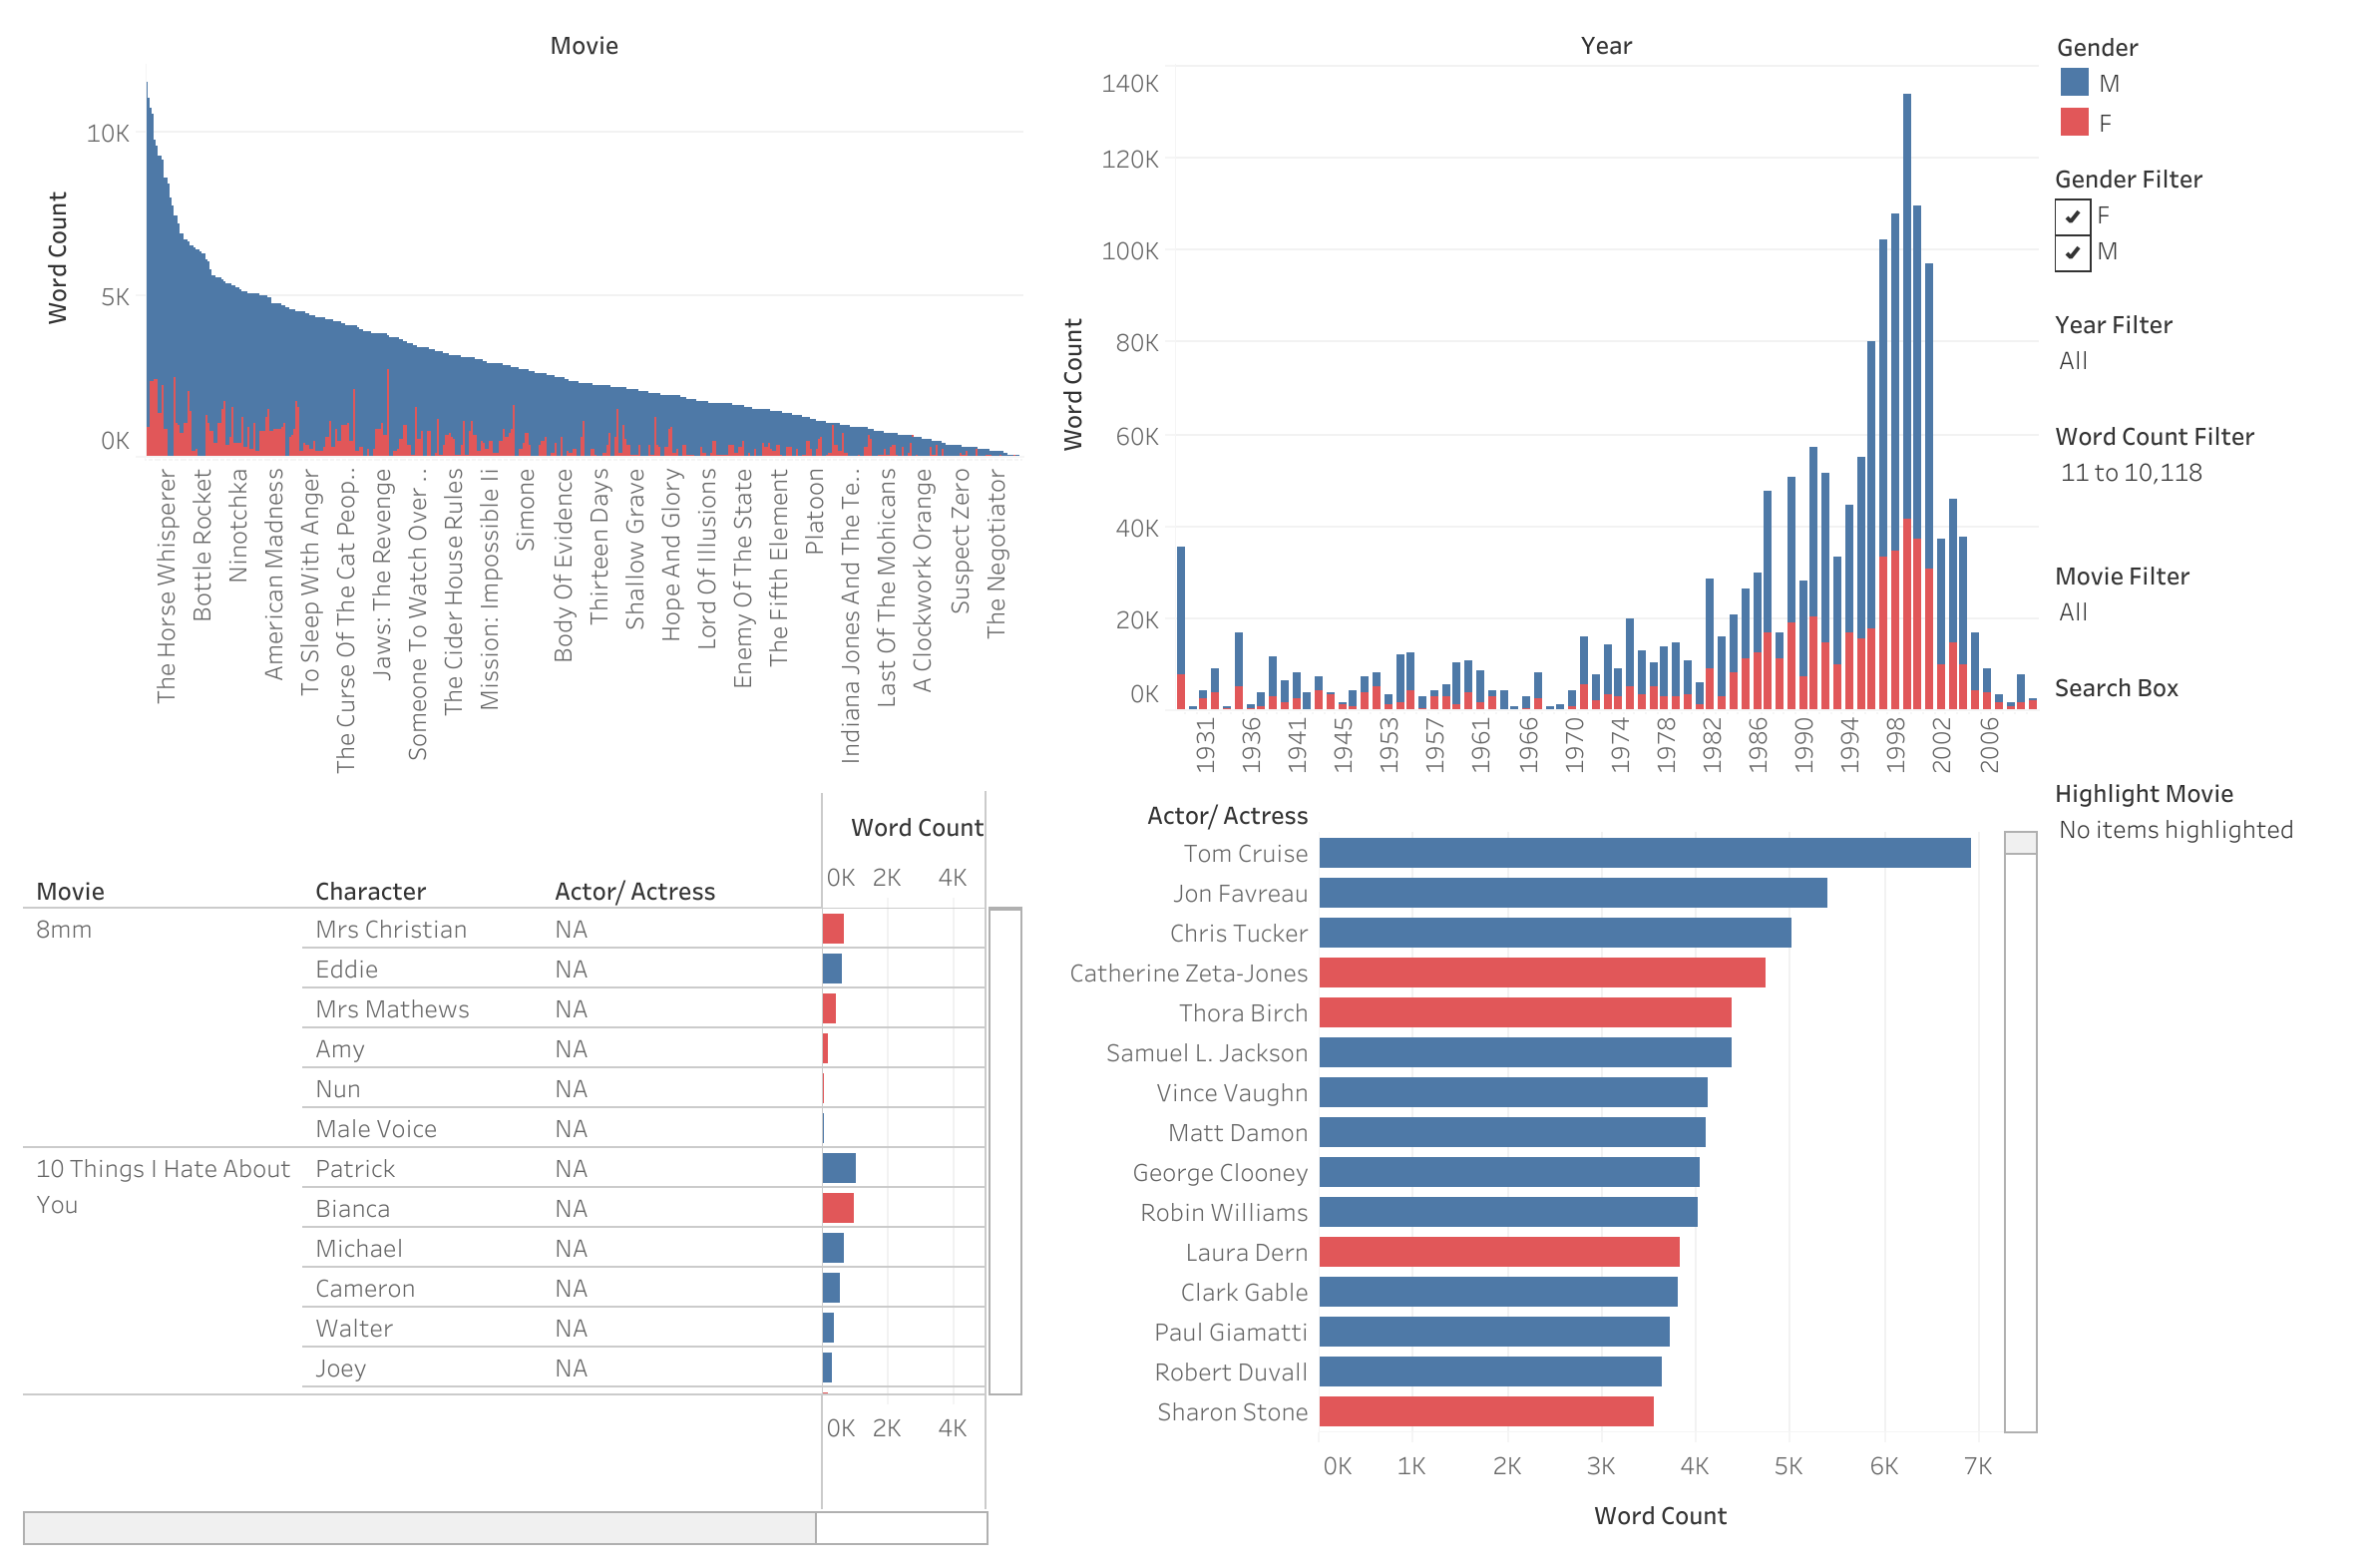 Movie
Word Count
10K
5K
0K
The Horse Whisperer
Bottle Rocket
Ninotchka
American Madness
To Sleep With Anger
The Curse Of The Cat Peop..
Jaws: The Revenge
Someone To Watch Over ..
The Cider House Rules
Mission: Impossible Ii
Simone
Body Of Evidence
Thirteen Days
Shallow Grave
Hope And Glory
Lord Of Illusions
Enemy Of The State
The Fifth Element
Platoon
Indiana Jones And The Te..
Last Of The Mohicans
A Clockwork Orange
Suspect Zero
The Negotiator
Year
Word Count
140K
120K
100K
80K
60K
40K
20K
0K
1931
1936
1941
1945
1953
1957
1961
1966
1970
1974
1978
1982
1986
1990
1994
1998
2002
2006
Gender
M
F
Gender Filter
F
M
Year Filter
All
Word Count Filter
11 to 10,118
Movie Filter
All
Search Box
Highlight Movie
No items highlighted
Word Count
0K 2K 4K
Movie Character Actor/ Actress
8mm Mrs Christian NA
Eddie NA
Mrs Mathews NA
Amy NA
Nun NA
Male Voice NA
10 Things I Hate About Patrick NA
You Bianca NA
Michael NA
Cameron NA
Walter NA
Joey NA
0K 2K 4K
Actor/ Actress
Tom Cruise
Jon Favreau
Chris Tucker
Catherine Zeta-Jones
Thora Birch
Samuel L. Jackson
Vince Vaughn
Matt Damon
George Clooney
Robin Williams
Laura Dern
Clark Gable
Paul Giamatti
Robert Duvall
Sharon Stone
0K 1K 2K 3K 4K 5K 6K 7K
Word Count